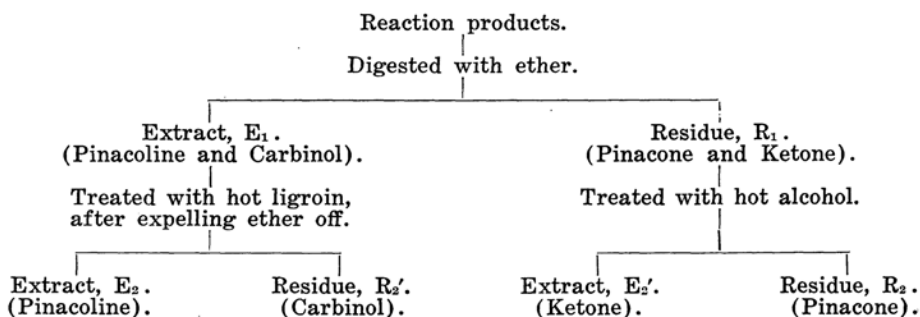 Reaction products.
Digested with ether.
Extract, E₁.
(Pinacoline and Carbinol).
Residue, R₁.
(Pinacone and Ketone).
Treated with hot ligroin,
after expelling ether off.
Treated with hot alcohol.
Extract, E₂.
(Pinacoline).
Residue, R₂′.
(Carbinol).
Extract, E₂′.
(Ketone).
Residue, R₂.
(Pinacone).